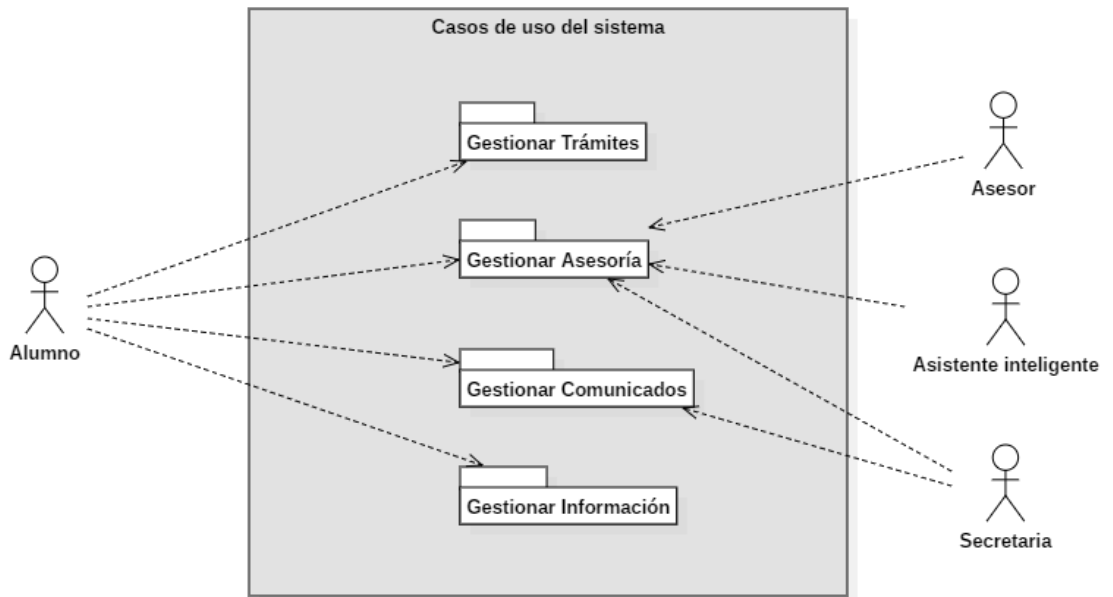 Casos de uso del sistema
Gestionar Trámites
Asesor
Gestionar Asesoría
Alumno
Asistente inteligente
Gestionar Comunicados
Gestionar Información
Secretaria